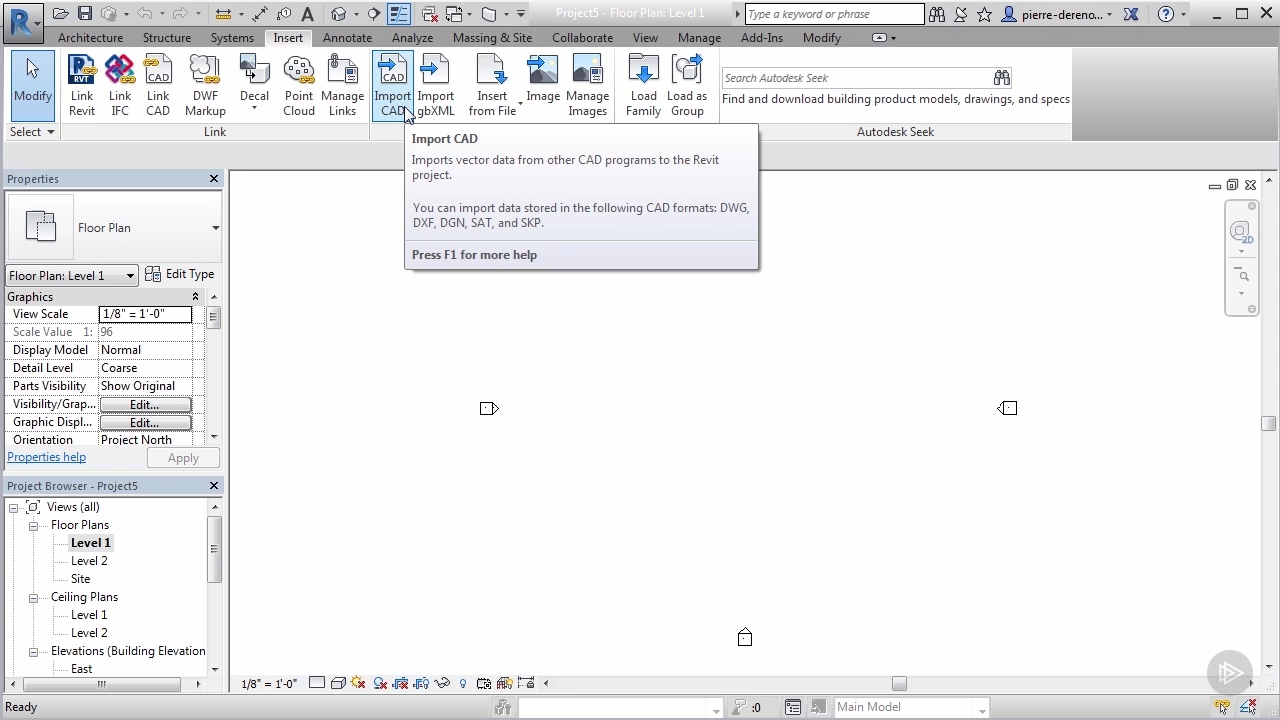 Project5 - Floor Plan: Level 1
Type a keyword or phrase
pierre-dereno...
Architecture Structure Systems Insert Annotate Analyze Massing & Site Collaborate View Manage Add-Ins Modify
Modify
Link Revit
Link IFC
Link CAD
DWF Markup
Decal
Point Cloud
Manage Links
Import CAD
Import gbXML
Insert from File
Image
Manage Images
Load Family
Load as Group
Search Autodesk Seek
Find and download building product models, drawings, and specs
Select
Link
Autodesk Seek
Import CAD
Imports vector data from other CAD programs to the Revit
project.
You can import data stored in the following CAD formats: DWG,
DXF, DGN, SAT, and SKP.
Press F1 for more help
Properties
Floor Plan
Floor Plan: Level 1
Edit Type
Graphics
View Scale 1/8" = 1'-0"
Scale Value 1: 96
Display Model Normal
Detail Level Coarse
Parts Visibility Show Original
Visibility/Grap... Edit...
Graphic Displ... Edit...
Orientation Project North
Properties help Apply
Project Browser - Project5
Views (all)
Floor Plans
Level 1
Level 2
Site
Ceiling Plans
Level 1
Level 2
Elevations (Building Elevation
East
2D
1/8" = 1'-0"
Ready
:0
Main Model